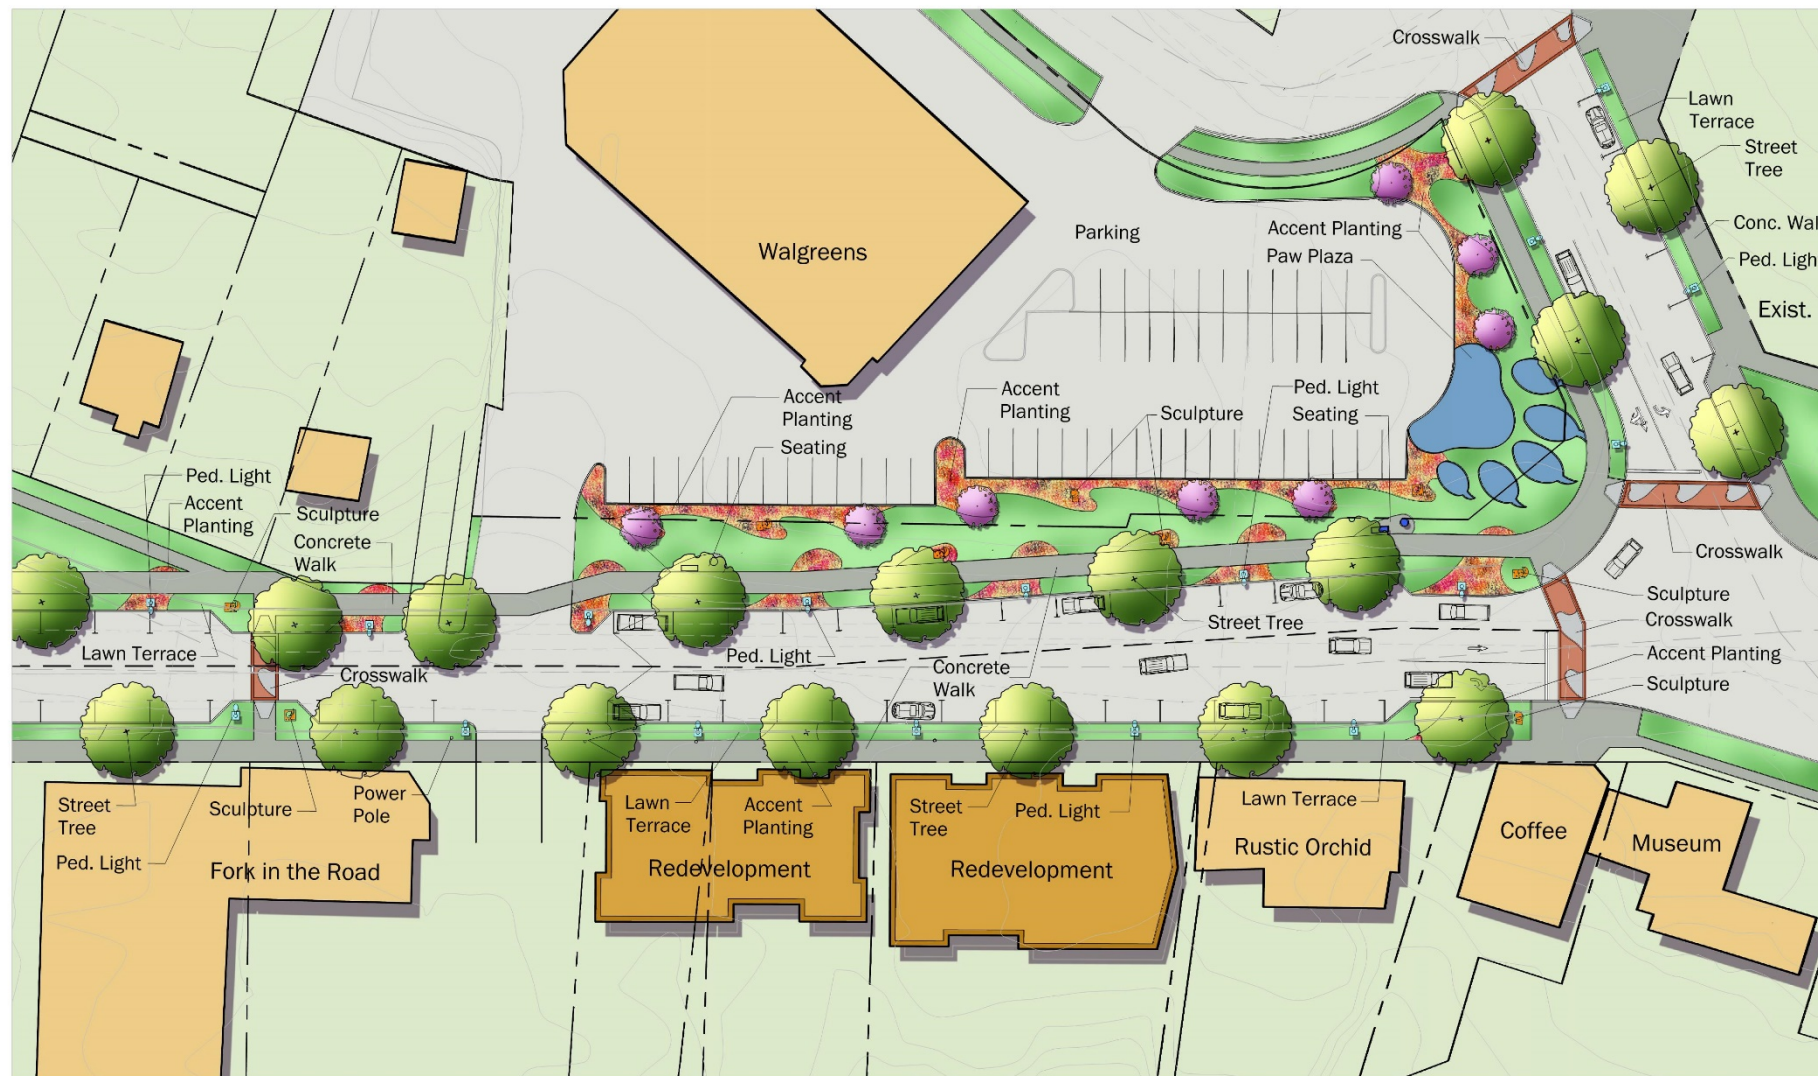 Crosswalk
Lawn
Terrace
Street
Tree
Parking
Accent Planting
Paw Plaza
Conc. Wal
Ped. Ligh
Exist.
Walgreens
Accent
Planting
Seating
Accent
Planting
Sculpture
Ped. Light
Seating
Ped. Light
Accent
Planting
Sculpture
Concrete
Walk
Crosswalk
Sculpture
Crosswalk
Accent Planting
Sculpture
Street Tree
Lawn Terrace
Crosswalk
Ped. Light
Concrete
Walk
Street
Tree
Ped. Light
Sculpture
Power
Pole
Fork in the Road
Lawn
Terrace
Accent
Planting
Redevelopment
Street
Tree
Ped. Light
Redevelopment
Lawn Terrace
Rustic Orchid
Coffee
Museum